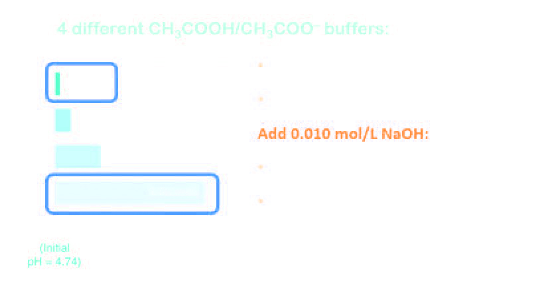 4 different CH₃COOH/CH₃COO⁻ buffers:
Add 0.010 mol/L NaOH:
(Initial
pH = 4.74)